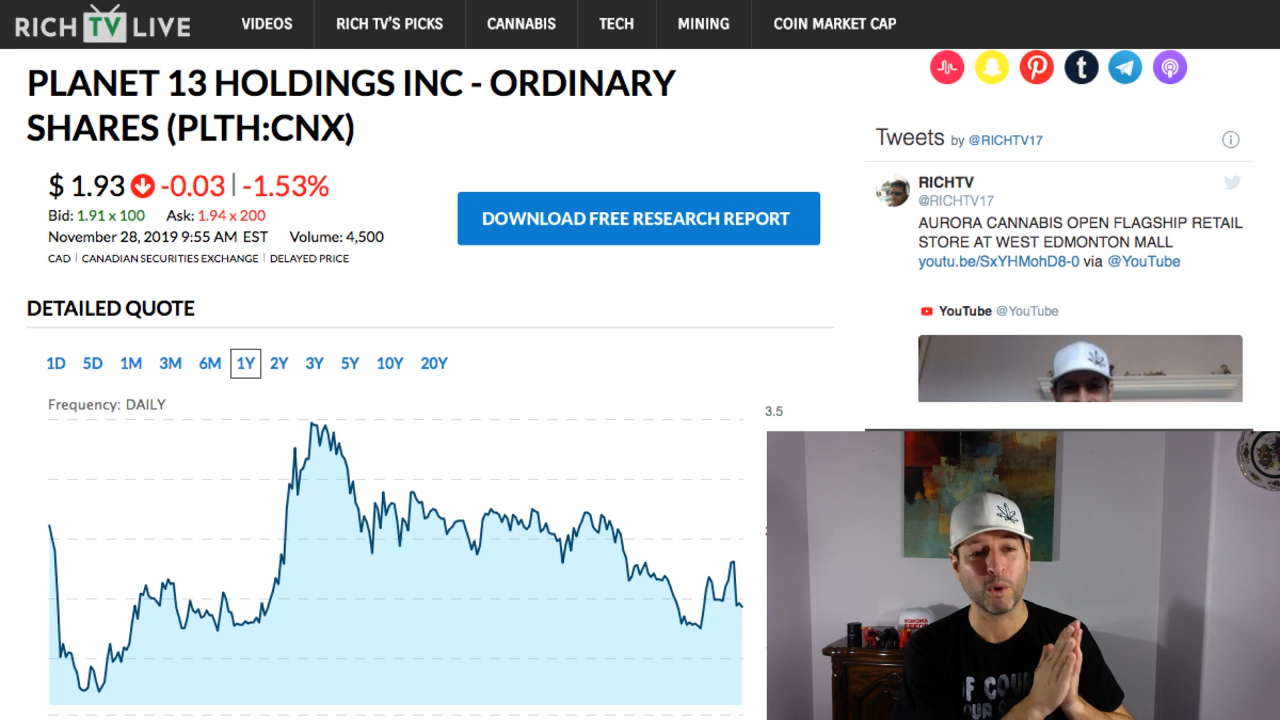 RICH TV LIVE
VIDEOS
RICH TV'S PICKS
CANNABIS
TECH
MINING
COIN MARKET CAP
PLANET 13 HOLDINGS INC - ORDINARY
SHARES (PLTH:CNX)
$ 1.93 -0.03 | -1.53%
Bid: 1.91 x 100 Ask: 1.94 x 200
November 28, 2019 9:55 AM EST Volume: 4,500
CAD | CANADIAN SECURITIES EXCHANGE | DELAYED PRICE
DOWNLOAD FREE RESEARCH REPORT
DETAILED QUOTE
1D 5D 1M 3M 6M 1Y 2Y 3Y 5Y 10Y 20Y
Frequency: DAILY
3.5
Tweets by @RICHTV17
RICHTV
@RICHTV17
AURORA CANNABIS OPEN FLAGSHIP RETAIL
STORE AT WEST EDMONTON MALL
youtu.be/SxYHMohD8-0 via @YouTube
YouTube @YouTube